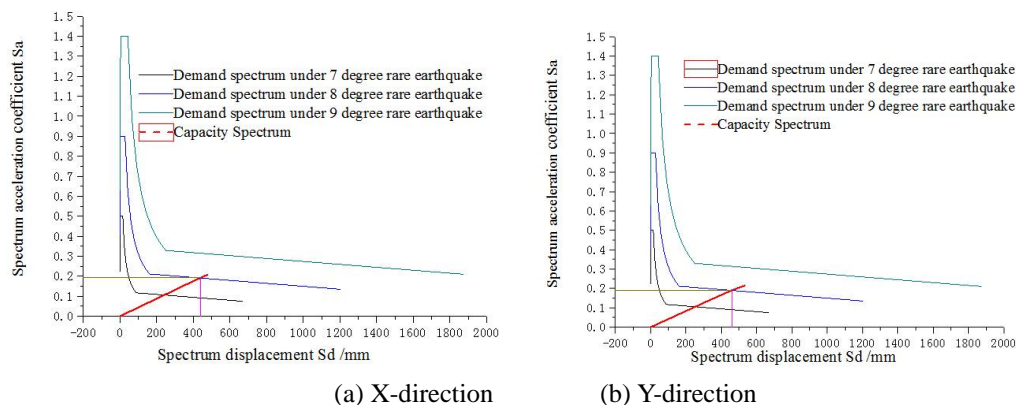 1.5
1.4
1.3
1.2
1.1
1.0
0.9
0.8
0.7
0.6
0.5
0.4
0.3
0.2
0.1
0.0
Spectrum acceleration coefficient Sa
Demand spectrum under 7 degree rare earthquake
Demand spectrum under 8 degree rare earthquake
Demand spectrum under 9 degree rare earthquake
Capacity Spectrum
-200 0 200 400 600 800 1000 1200 1400 1600 1800 2000
Spectrum displacement Sd /mm
(a) X-direction
1.5
1.4
1.3
1.2
1.1
1.0
0.9
0.8
0.7
0.6
0.5
0.4
0.3
0.2
0.1
0.0
Spectrum acceleration coefficient Sa
Demand spectrum under 7 degree rare earthquake
Demand spectrum under 8 degree rare earthquake
Demand spectrum under 9 degree rare earthquake
Capacity Spectrum
-200 0 200 400 600 800 1000 1200 1400 1600 1800 2000
Spectrum displacement Sd /mm
(b) Y-direction